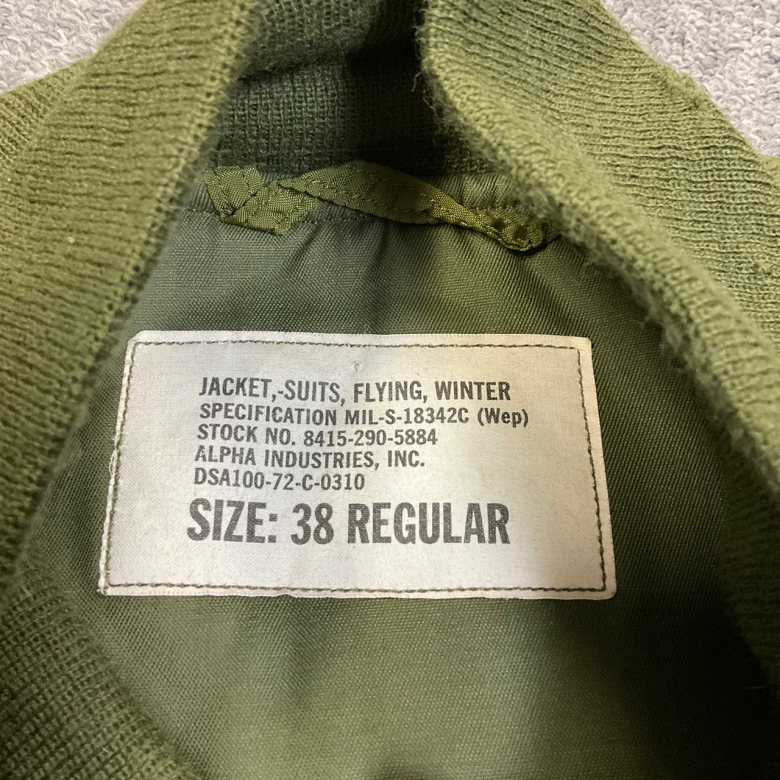 JACKET,-SUITS, FLYING, WINTER
SPECIFICATION MIL-S-18342C (Wep)
STOCK NO. 8415-290-5884
ALPHA INDUSTRIES, INC.
DSA100-72-C-0310
SIZE: 38 REGULAR